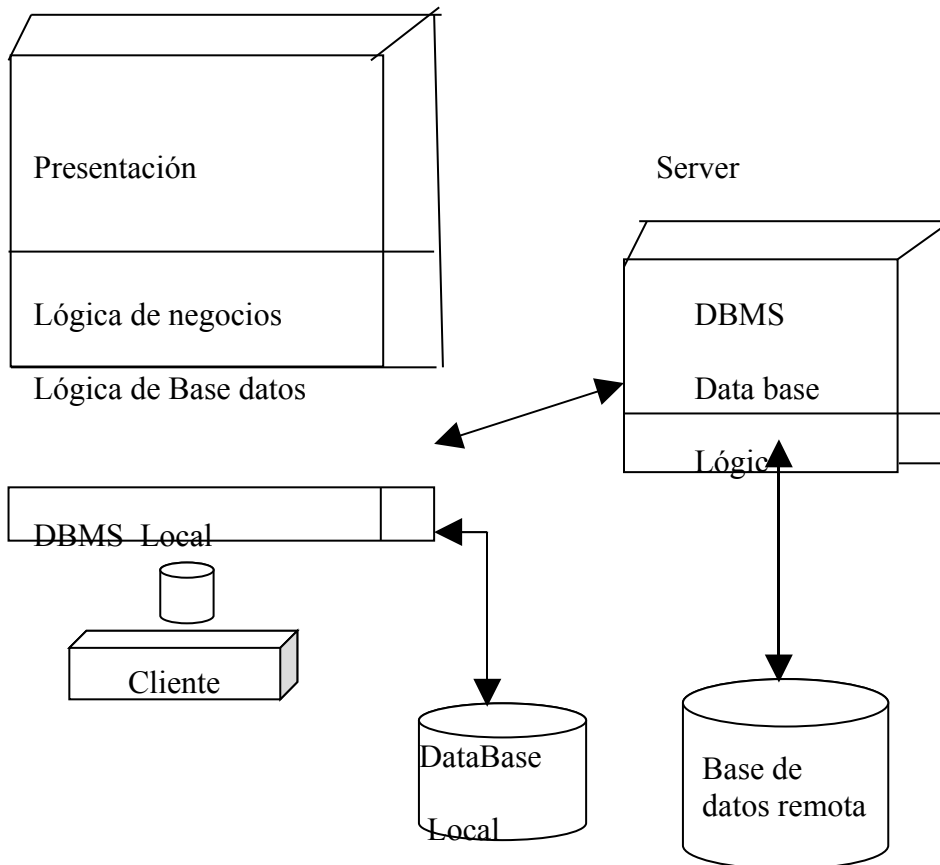 Presentación
Server
Lógica de negocios
DBMS
Lógica de Base datos
Data base
Lógic
DBMS Local
Cliente
DataBase
Local
Base de
datos remota